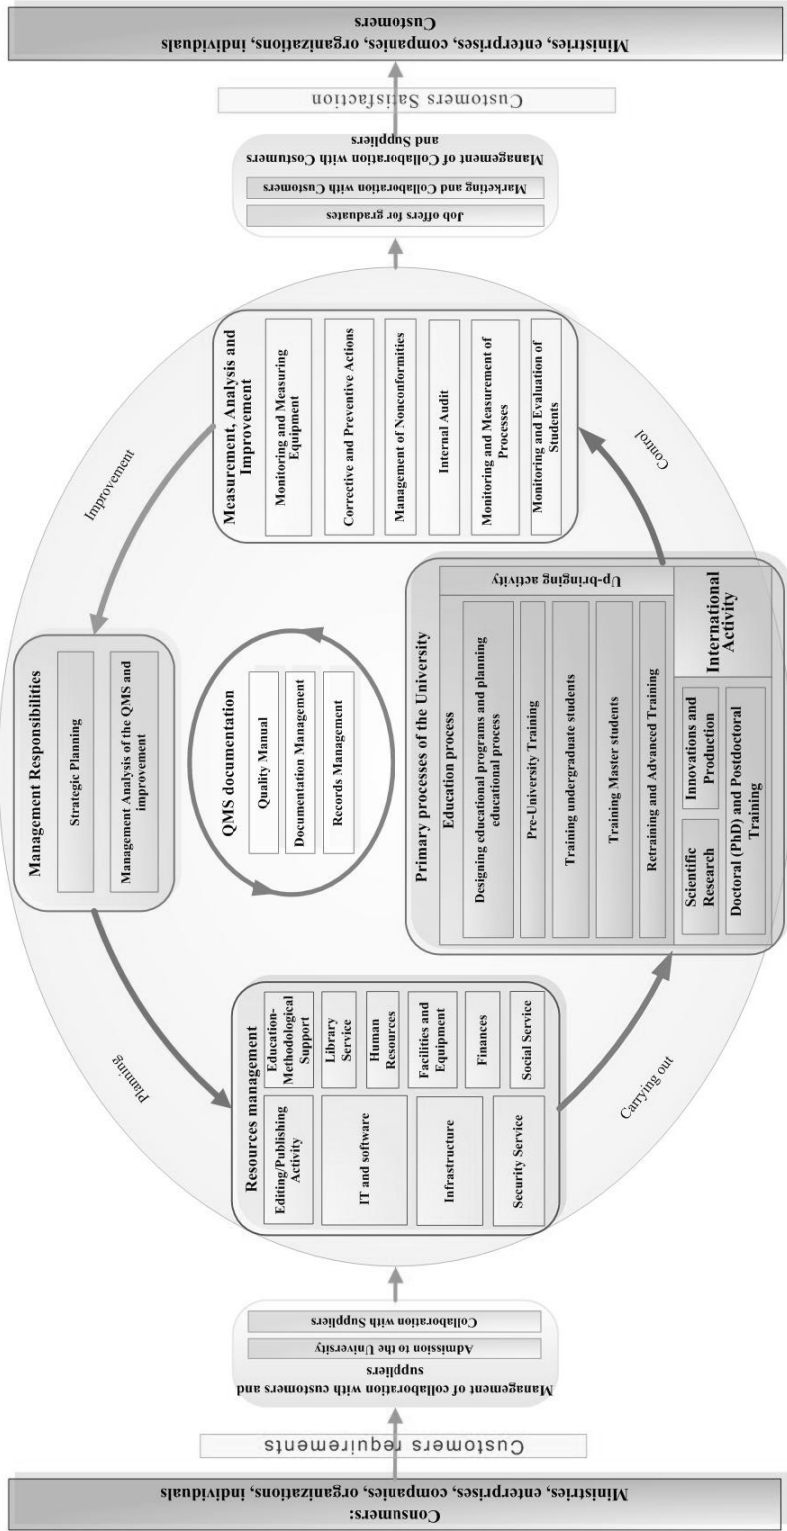 Consumers:
Ministries, enterprises, companies, organizations, individuals
Customers requirements
Management of collaboration with customers and
suppliers
Admission to the University
Collaboration with Suppliers
Planning
Management Responsibilities
Strategic Planning
Management Analysis of the QMS and
improvement
Improvement
Resources management
Editing/Publishing
Activity
IT and software
Infrastructure
Security Service
Education-
Methodological
Support
Library
Service
Human
Resources
Facilities and
Equipment
Finances
Social Service
QMS documentation
Quality Manual
Documentation Management
Records Management
Measurement, Analysis and
Improvement
Monitoring and Measuring
Equipment
Corrective and Preventive Actions
Management of Nonconformities
Internal Audit
Monitoring and Measurement of
Processes
Monitoring and Evaluation of
Students
Carrying out
Primary processes of the University
Education process
Designing educational programs and planning
educational process
Pre-University Training
Training undergraduate students
Training Master students
Retraining and Advanced Training
Up-bringing activity
Scientific
Research
Innovations and
Production
Doctoral (PhD) and Postdoctoral
Training
International
Activity
Control
Job offers for graduates
Marketing and Collaboration with Customers
Management of Collaboration with Costumers
and Suppliers
Customers Satisfaction
Ministries, enterprises, companies, organizations, individuals
Customers